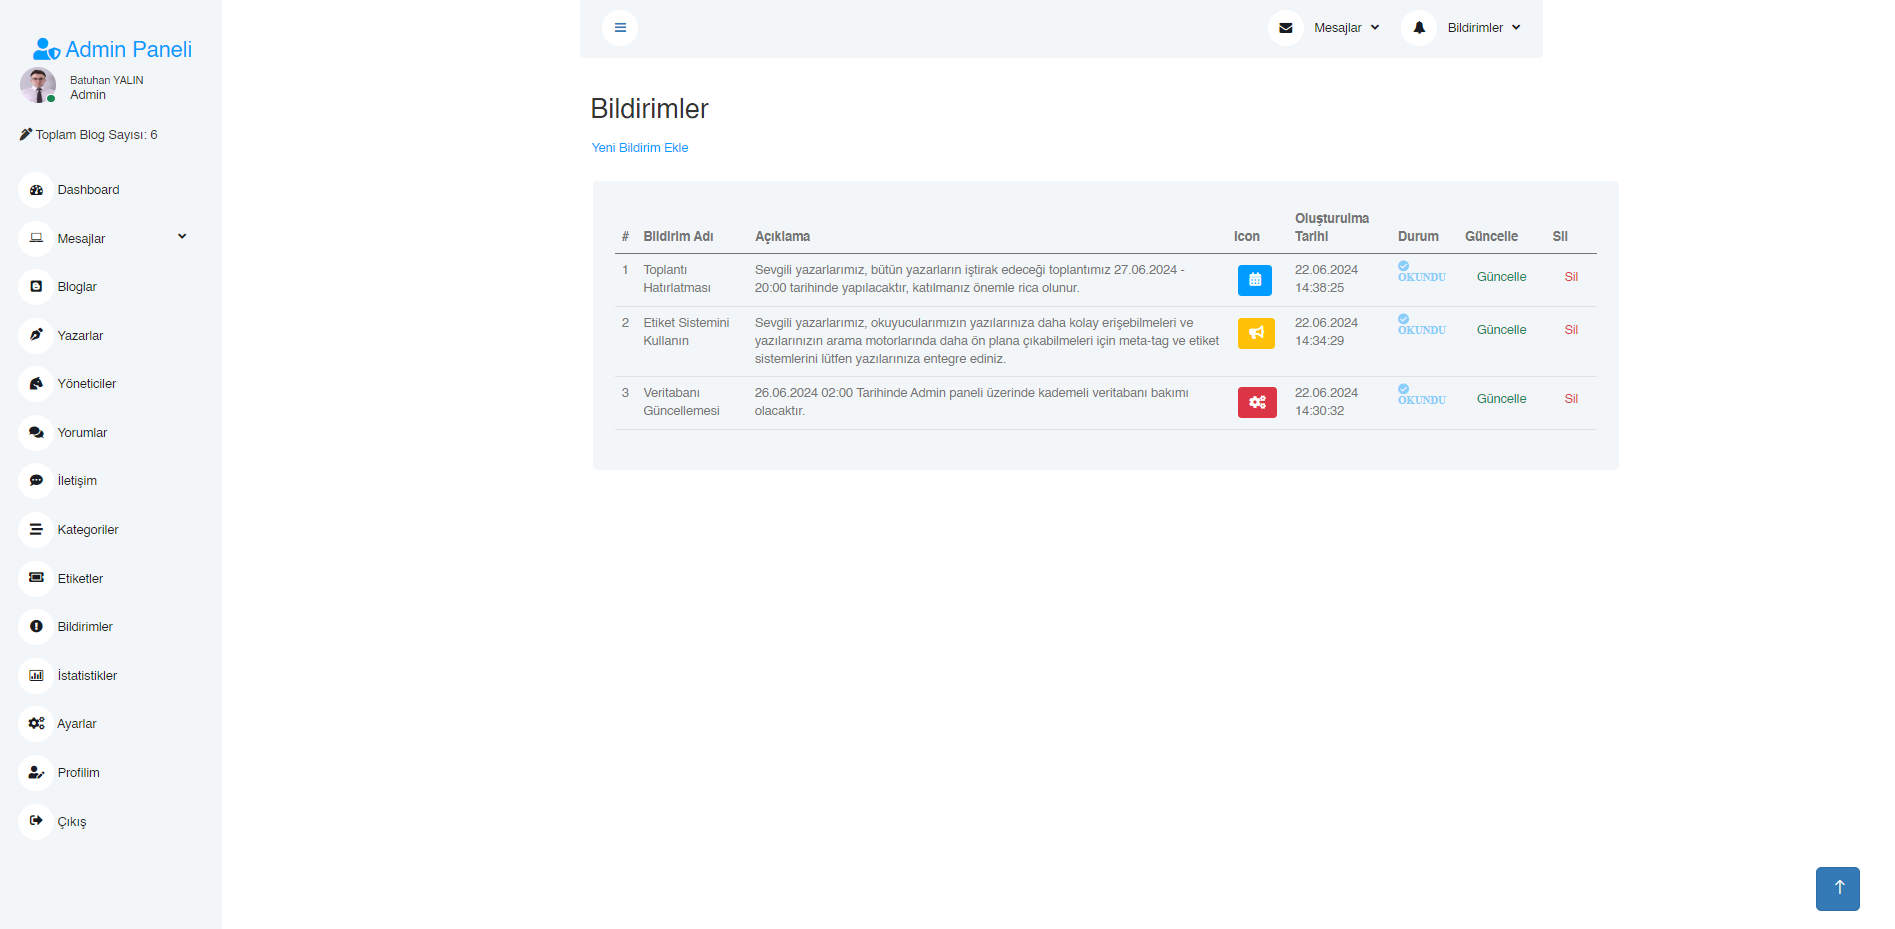 Admin Paneli
Batuhan YALIN
Admin
Toplam Blog Sayısı: 6
Dashboard
Mesajlar
Bloglar
Yazarlar
Yöneticiler
Yorumlar
İletişim
Kategoriler
Etiketler
Bildirimler
İstatistikler
Ayarlar
Profilim
Çıkış
Mesajlar
Bildirimler
Bildirimler
Yeni Bildirim Ekle
# Bildirim Adı Açıklama Icon Oluşturulma Tarihi Durum Güncelle Sil
1 Toplantı Hatırlatması
Sevgili yazarlarımız, bütün yazarların iştirak edeceği toplantımız 27.06.2024 -
20:00 tarihinde yapılacaktır, katılmanız önemle rica olunur.
22.06.2024
14:38:25
OKUNDU
Güncelle
Sil
2 Etiket Sistemini Kullanın
Sevgili yazarlarımız, okuyucularımızın yazılarınıza daha kolay erişebilmeleri ve
yazılarınızın arama motorlarında daha ön plana çıkabilmeleri için meta-tag ve etiket
sistemlerini lütfen yazılarınıza entegre ediniz.
22.06.2024
14:34:29
OKUNDU
Güncelle
Sil
3 Veritabanı Güncellemesi
26.06.2024 02:00 Tarihinde Admin paneli üzerinde kademeli veritabanı bakımı
olacaktır.
22.06.2024
14:30:32
OKUNDU
Güncelle
Sil